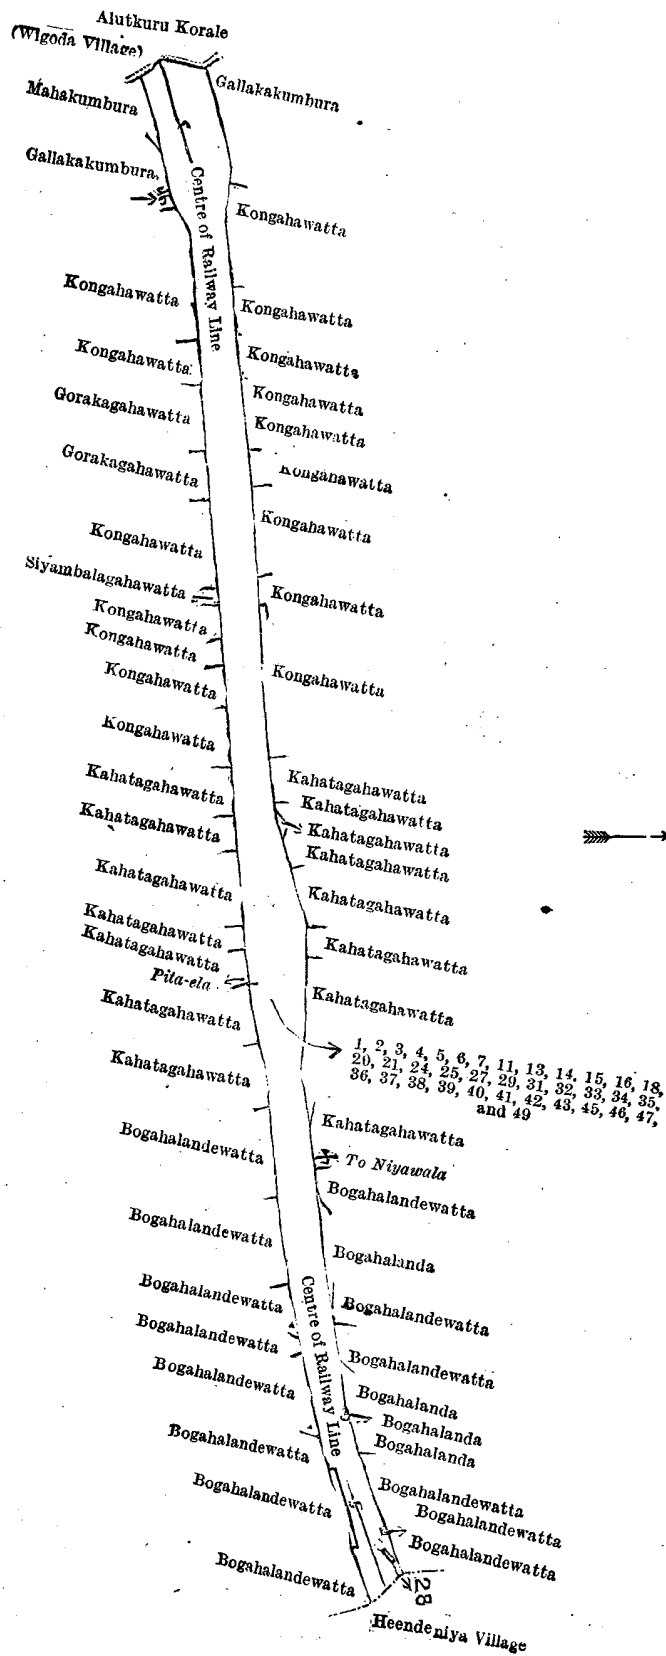 Alutkuru Korale
(Wigoda Village)
Gallakakumbura
Mahakumbura
Gallakakumbura
Centre of Railway Line
Kongahawatta
Kongahawatta
Kongahawatta
Kongahawatta
Kongahawatta
Kongahawatta
Gorakagahawatta
Kongahawatta
Gorakagahawatta
Konganawatta
Kongahawatta
Kongahawatta
Siyambalagahawatta
Kongahawatta
Kongahawatta
Kongahawatta
Kongahawatta
Kongahawatta
Kongahawatta
Kahatagahawatta
Kahatagahawatta
Kahatagahawatta
Kahatagahawatta
Kahatagahawatta
Kahatagahawatta
Kahatagahawatta
Kahatagahawatta
Kahatagahawatta
Kahatagahawatta
Kahatagahawatta
Pita-ela
Kahatagahawatta
Kahatagahawatta
1, 2, 3, 4, 5, 6, 7, 11, 13, 14, 15, 16, 18,
20, 21, 24, 25, 27, 29, 31, 32, 33, 34, 35,
36, 37, 38, 39, 40, 41, 42, 43, 45, 46, 47,
and 49
Kahatagahawatta
Kahatagahawatta
Bogahalandewatta
To Niyawala
Bogahalandewatta
Bogahalandewatta
Bogahalanda
Bogahalandewatta
Centre of Railway Line
Bogahalandewatta
Bogahalandewatta
Bogahalandewatta
Bogahalandewatta
Bogahalanda
Bogahalanda
Bogahalanda
Bogahalandewatta
Bogahalandewatta
Bogahalandewatta
Bogahalandewatta
Bogahalandewatta
Bogahalandewatta
28
Heendeniya Village